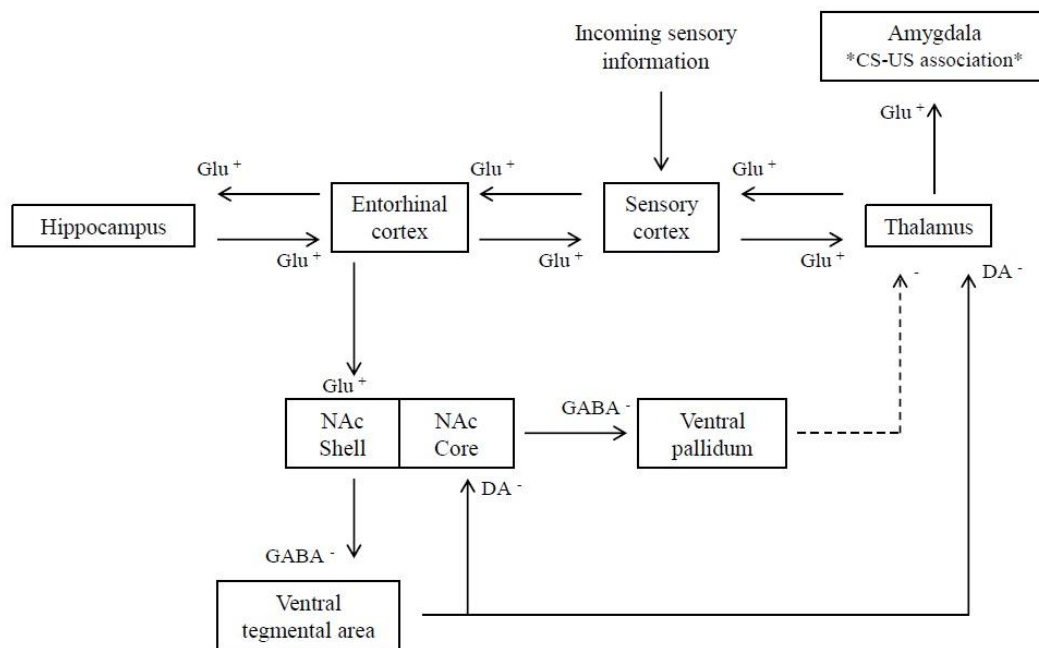 Incoming sensory
information
Amygdala
*CS-US association*
Glu +
Glu +
Glu +
Glu +
Hippocampus
Entorhinal
cortex
Sensory
cortex
Thalamus
Glu +
Glu +
Glu +
-
DA -
Glu +
NAc
Shell
NAc
Core
GABA -
Ventral
pallidum
DA -
GABA -
Ventral
tegmental area